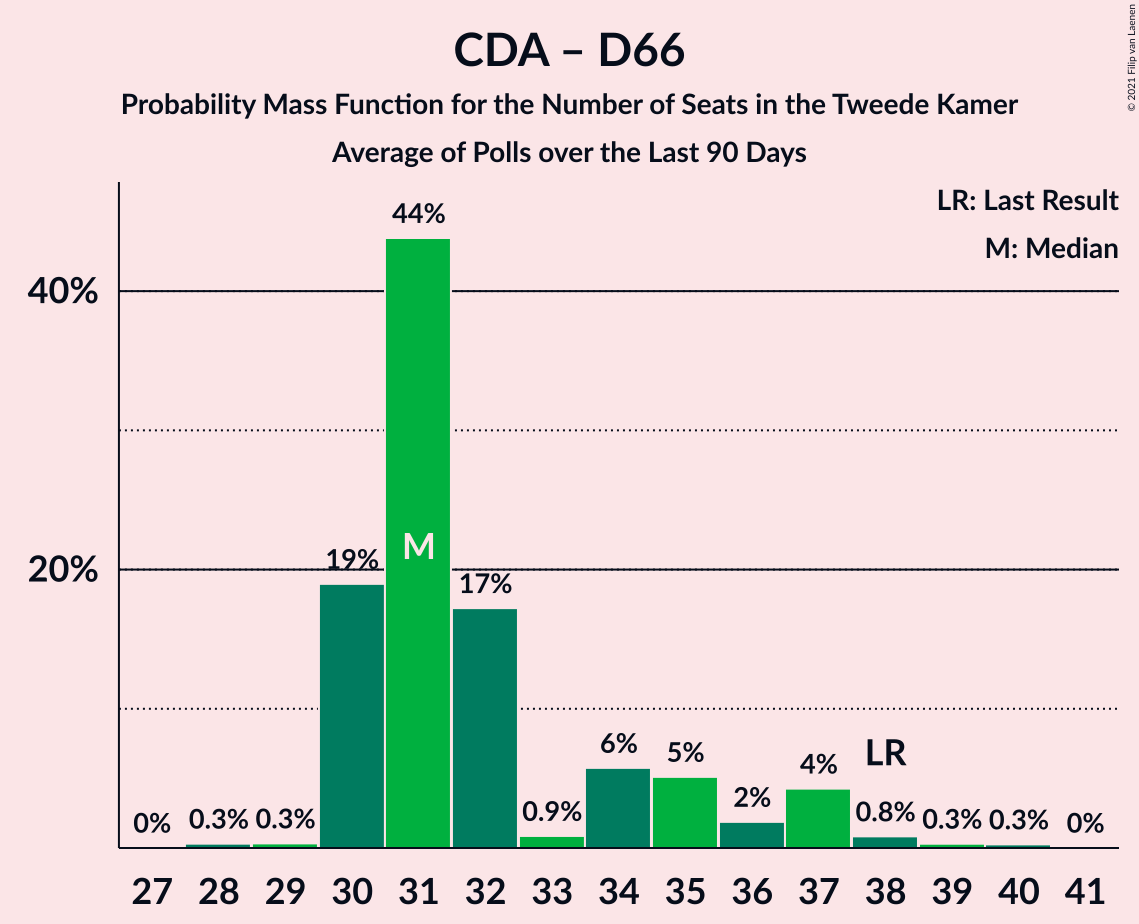 CDA – D66
Probability Mass Function for the Number of Seats in the Tweede Kamer
Average of Polls over the Last 90 Days
© 2021 Filip van Laenen
LR: Last Result
M: Median
40%
20%
0%
0.3%
0.3%
19%
44%
M
17%
0.9%
6%
5%
2%
4%
LR
0.8%
0.3%
0.3%
0%
27 28 29 30 31 32 33 34 35 36 37 38 39 40 41